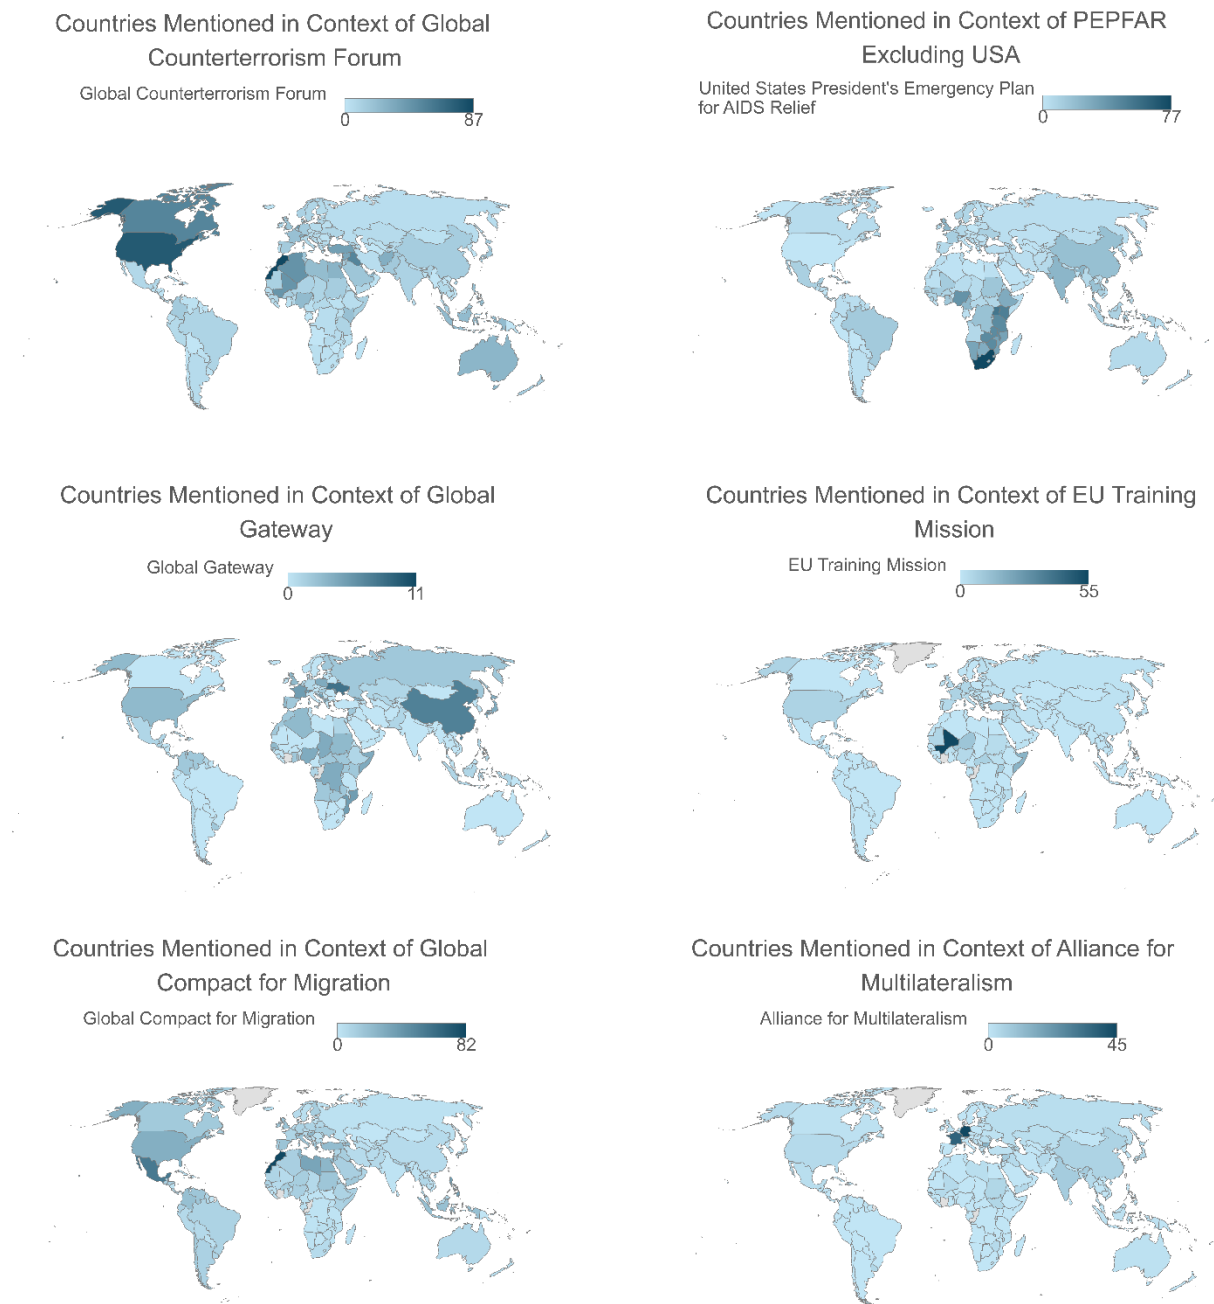 Countries Mentioned in Context of Global
Counterterrorism Forum
Global Counterterrorism Forum
0
87
Countries Mentioned in Context of PEPFAR
Excluding USA
United States President's Emergency Plan
for AIDS Relief
0
77
Countries Mentioned in Context of Global
Gateway
Global Gateway
0
11
Countries Mentioned in Context of EU Training
Mission
EU Training Mission
0
55
Countries Mentioned in Context of Global
Compact for Migration
Global Compact for Migration
0
82
Countries Mentioned in Context of Alliance for
Multilateralism
Alliance for Multilateralism
0
45